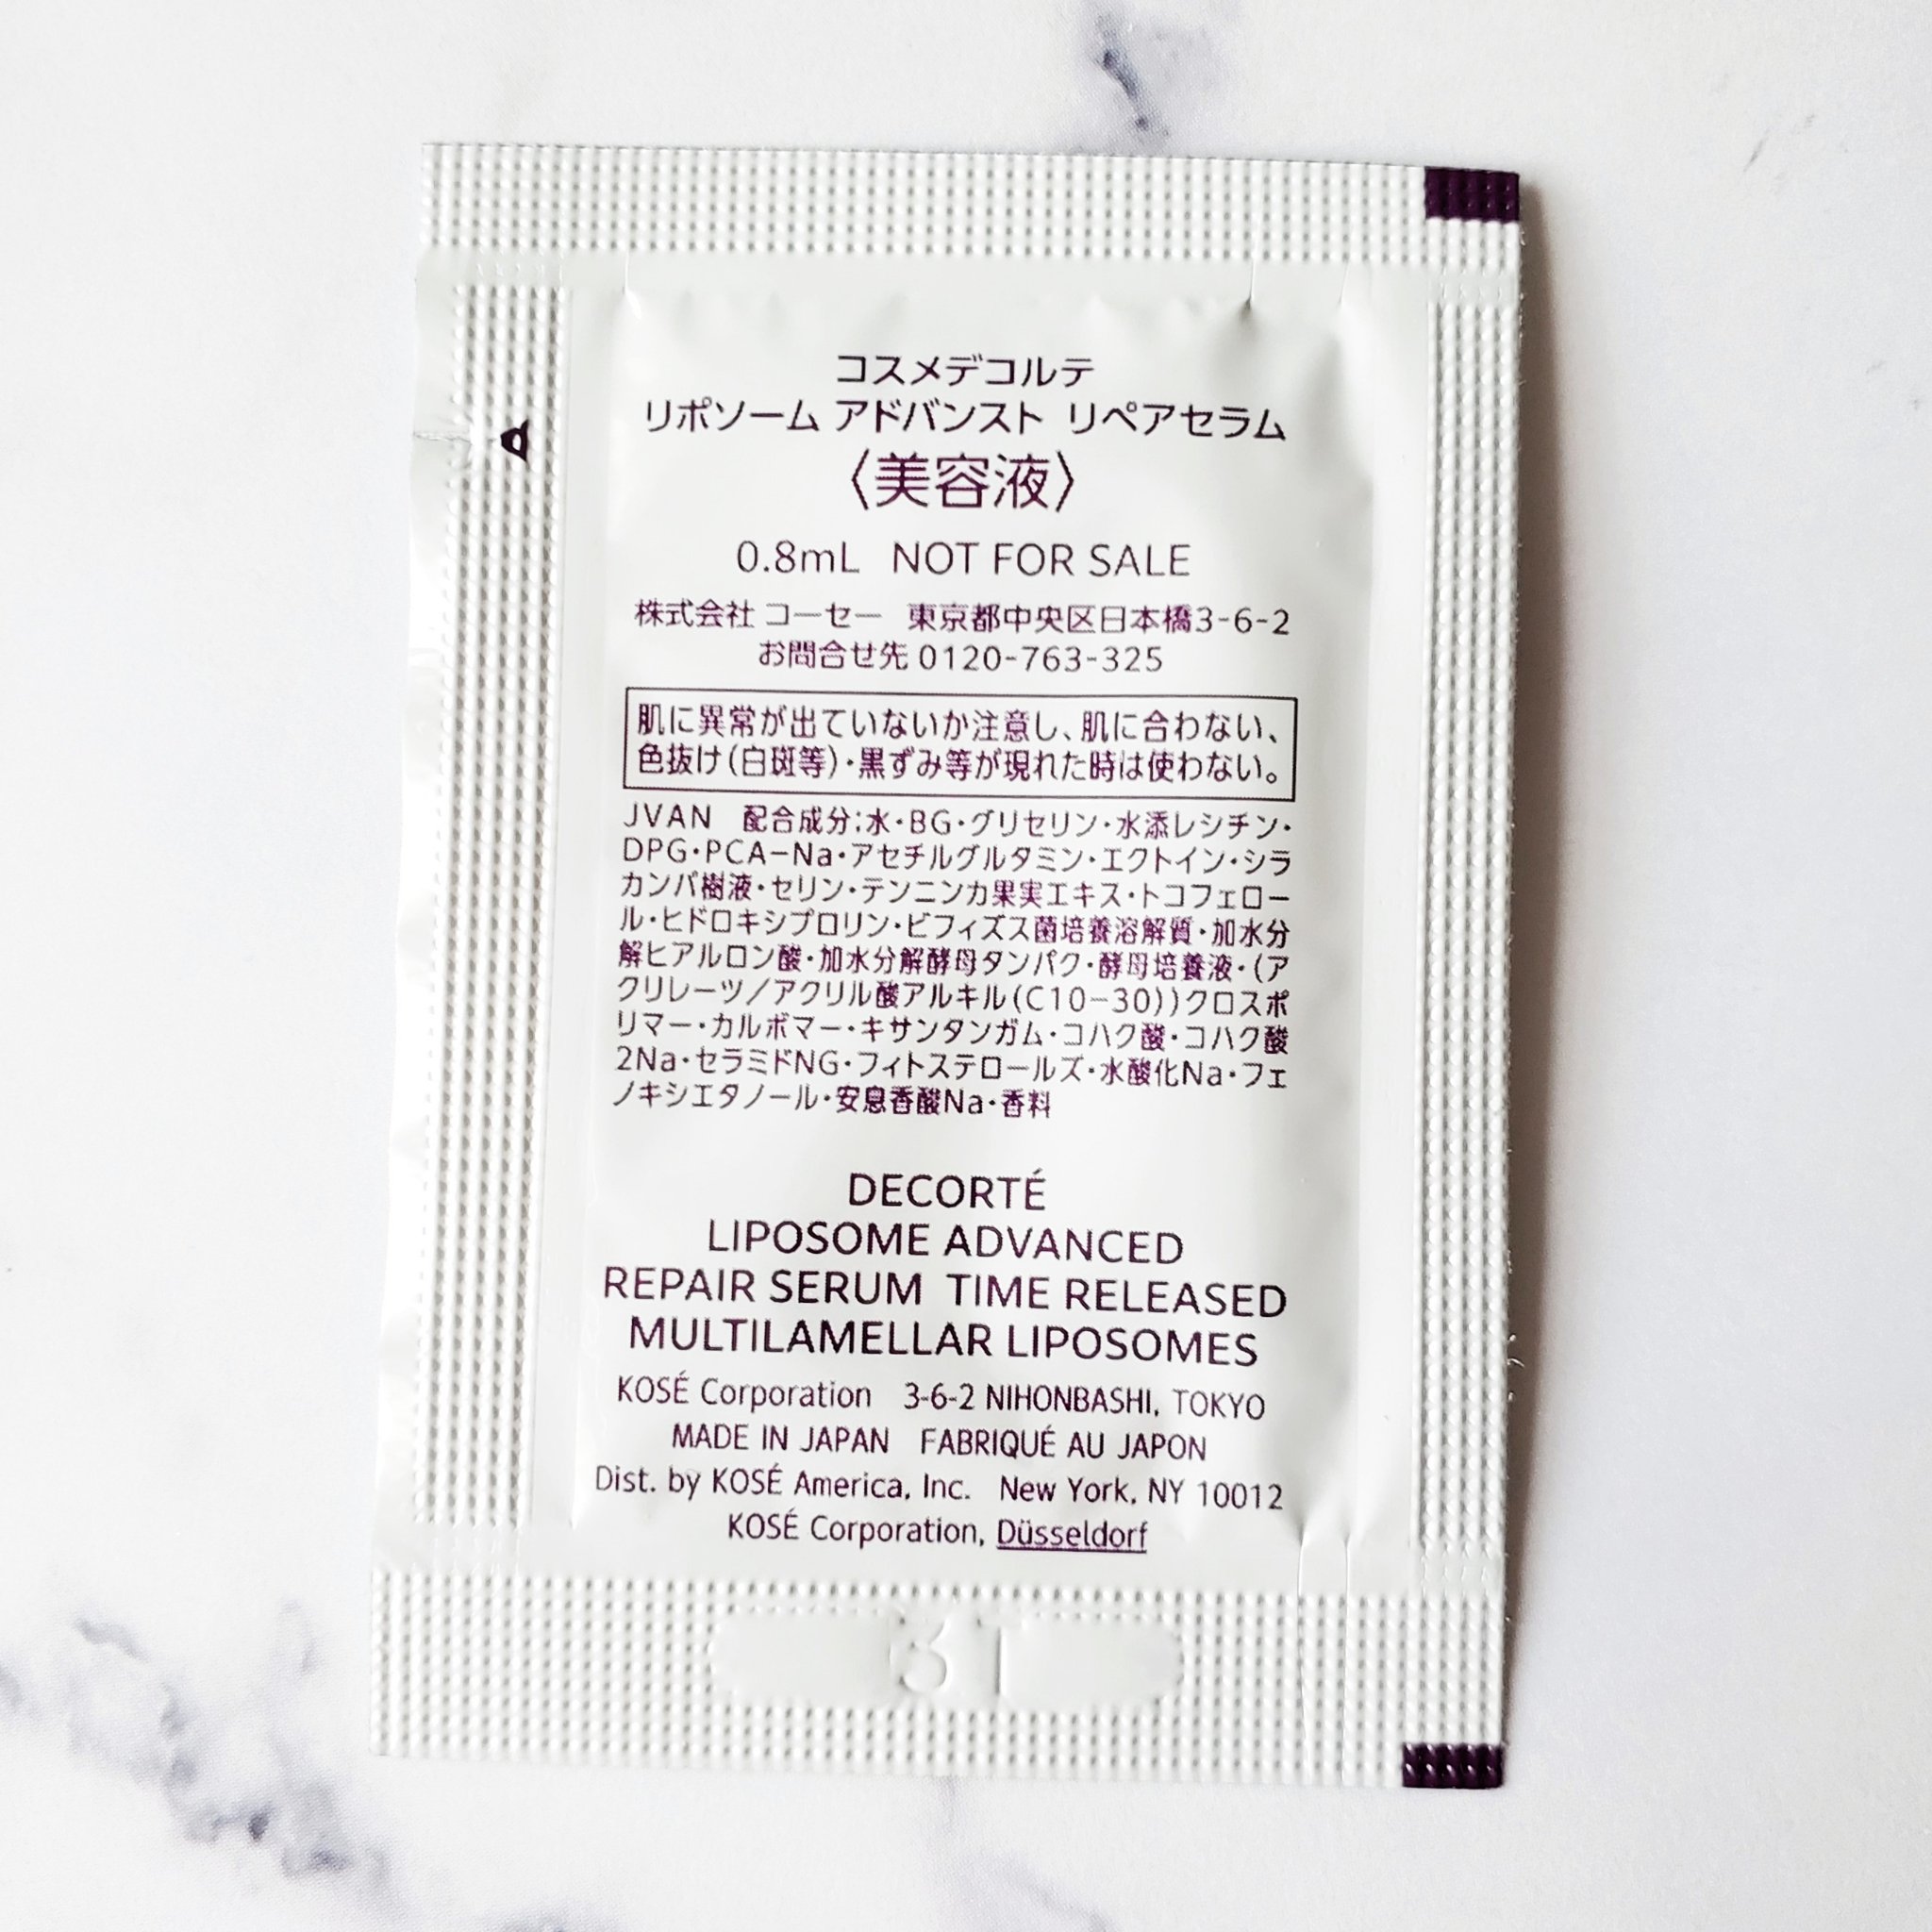 コスメデコルテ
リポソーム アドバンスト リペアセラム
〈美容液〉
0.8mL NOT FOR SALE
株式会社 コーセー 東京都中央区日本橋3-6-2
お問合せ先 0120-763-325
肌に異常が出ていないか注意し、肌に合わない、
色抜け(白斑等)・黒ずみ等が現れた時は使わない。
JVAN 配合成分;水・BG・グリセリン・水添レシチン・
DPG・PCA−Na・アセチルグルタミン・エクトイン・シラ
カンバ樹液・セリン・テンニンカ果実エキス・トコフェロー
ル・ヒドロキシプロリン・ビフィズス菌培養溶解質・加水分
解ヒアルロン酸・加水分解酵母タンパク・酵母培養液・(ア
クリレーツ/アクリル酸アルキル(C10−30))クロスポ
リマー・カルボマー・キサンタンガム・コハク酸・コハク酸
2Na・セラミドNG・フィトステロールズ・水酸化Na・フェ
ノキシエタノール・安息香酸Na・香料
DECORTÉ
LIPOSOME ADVANCED
REPAIR SERUM TIME RELEASED
MULTILAMELLAR LIPOSOMES
KOSÉ Corporation 3-6-2 NIHONBASHI, TOKYO
MADE IN JAPAN FABRIQUÉ AU JAPON
Dist. by KOSÉ America, Inc. New York, NY 10012
KOSÉ Corporation, Düsseldorf